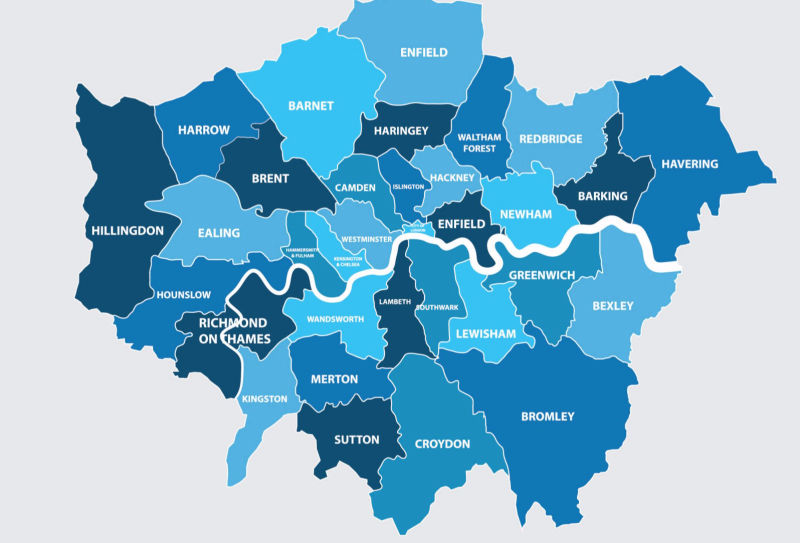 ENFIELD
BARNET
HARROW
HARINGEY
WALTHAM
FOREST
REDBRIDGE
HAVERING
BRENT
CAMDEN
ISLINGTON
HACKNEY
BARKING
HILLINGDON
EALING
WESTMINSTER
CITY OF
LONDON
ENFIELD
NEWHAM
HAMMERSMITH
& FULHAM
KENSINGTON
& CHELSEA
GREENWICH
HOUNSLOW
BEXLEY
LAMBETH
SOUTHWARK
WANDSWORTH
RICHMOND
ON THAMES
LEWISHAM
MERTON
KINGSTON
BROMLEY
SUTTON
CROYDON